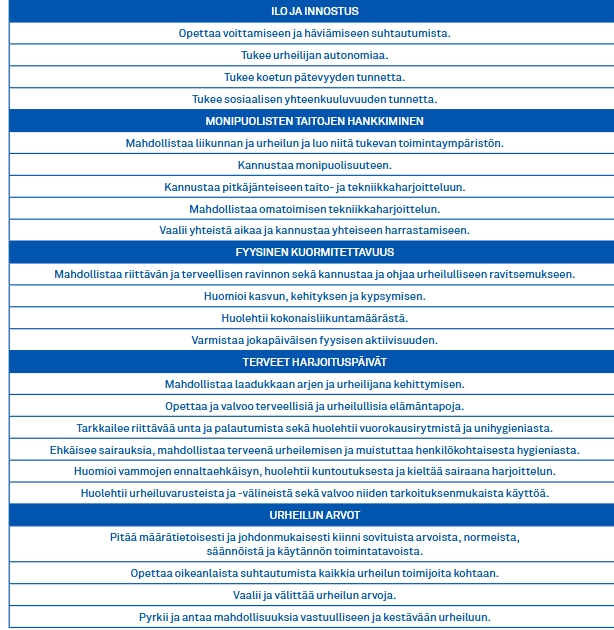 ILO JA INNOSTUS
Opettaa voittamiseen ja häviämiseen suhtautumista.
Tukee urheilijan autonomiaa.
Tukee koetun pätevyyden tunnetta.
Tukee sosiaalisen yhteenkuuluvuuden tunnetta.
MONIPUOLISTEN TAITOJEN HANKKIMINEN
Mahdollistaa liikunnan ja urheilun ja luo niitä tukevan toimintaympäristön.
Kannustaa monipuolisuuteen.
Kannustaa pitkäjänteiseen taito- ja tekniikkaharjoitteluun.
Mahdollistaa omatoimisen tekniikkaharjoittelun.
Vaalii yhteistä aikaa ja kannustaa yhteiseen harrastamiseen.
FYYSINEN KUORMITETTAVUUS
Mahdollistaa riittävän ja terveellisen ravinnon sekä kannustaa ja ohjaa urheilulliseen ravitsemukseen.
Huomioi kasvun, kehityksen ja kypsymisen.
Huolehtii kokonaisliikuntamäärästä.
Varmistaa jokapäiväisen fyysisen aktiivisuuden.
TERVEET HARJOITUSPÄIVÄT
Mahdollistaa laadukkaan arjen ja urheilijana kehittymisen.
Opettaa ja valvoo terveellisiä ja urheilullisia elämäntapoja.
Tarkkailee riittävää unta ja palautumista sekä huolehtii vuorokausirytmistä ja unihygieniasta.
Ehkäisee sairauksia, mahdollistaa terveenä urheilemisen ja muistuttaa henkilökohtaisesta hygieniasta.
Huomioi vammojen ennaltaehkäisyn, huolehtii kuntoutuksesta ja kieltää sairaana harjoittelun.
Huolehtii urheiluvarusteista ja -välineistä sekä valvoo niiden tarkoituksenmukaista käyttöä.
URHEILUN ARVOT
Pitää määrätietoisesti ja johdonmukaisesti kiinni sovituista arvoista, normeista,
säännöistä ja käytännön toimintatavoista.
Opettaa oikeanlaista suhtautumista kaikkia urheilun toimijoita kohtaan.
Vaalii ja välittää urheilun arvoja.
Pyrkii ja antaa mahdollisuuksia vastuulliseen ja kestävään urheiluun.